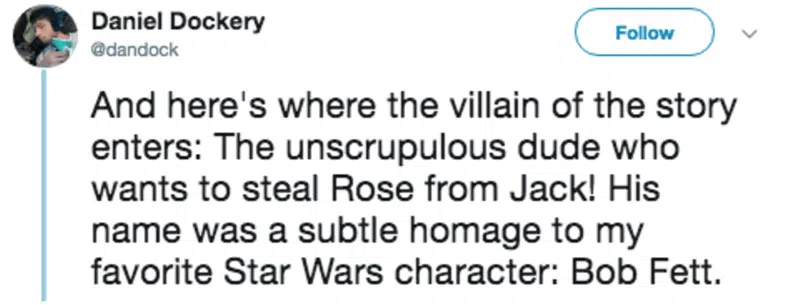 Daniel Dockery
@dandock
Follow
And here's where the villain of the story
enters: The unscrupulous dude who
wants to steal Rose from Jack! His
name was a subtle homage to my
favorite Star Wars character: Bob Fett.